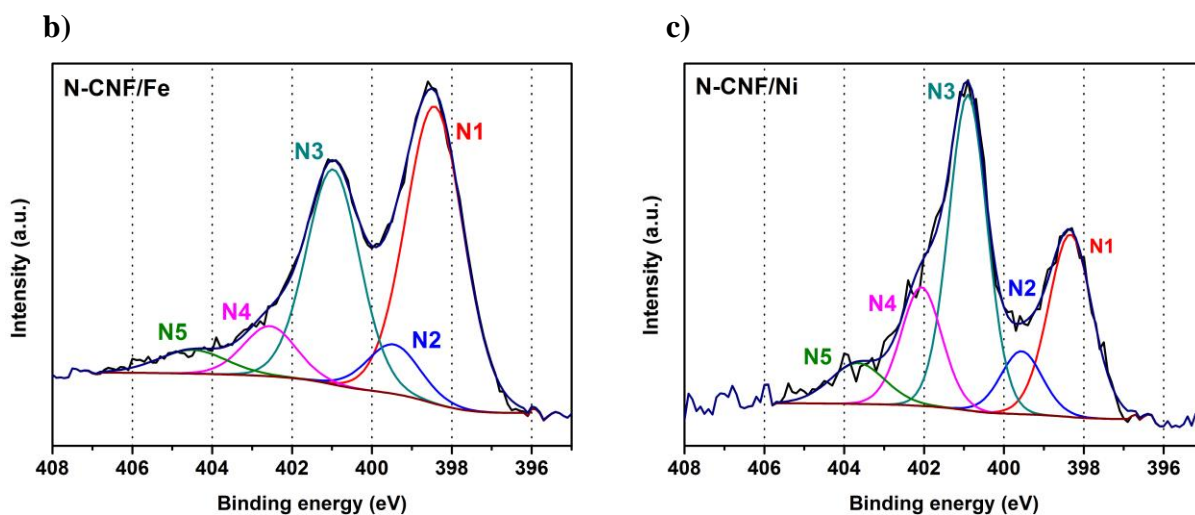 b)
N-CNF/Fe
N1
N3
N4
N5
N2
Intensity (a.u.)
408 406 404 402 400 398 396
Binding energy (eV)
c)
N-CNF/Ni
N3
N1
N2
N4
N5
Intensity (a.u.)
408 406 404 402 400 398 396
Binding energy (eV)